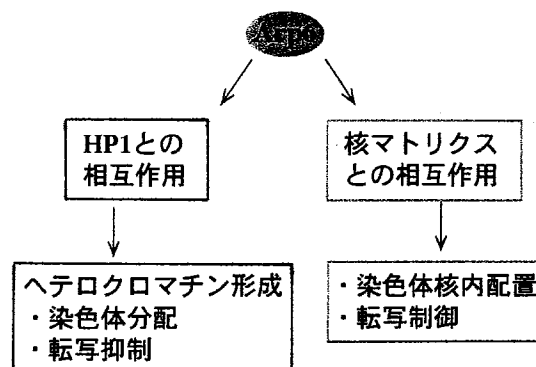 Arp6
HP1との
相互作用
核マトリクス
との相互作用
ヘテロクロマチン形成
・染色体分配
・転写抑制
・染色体核内配置
・転写制御